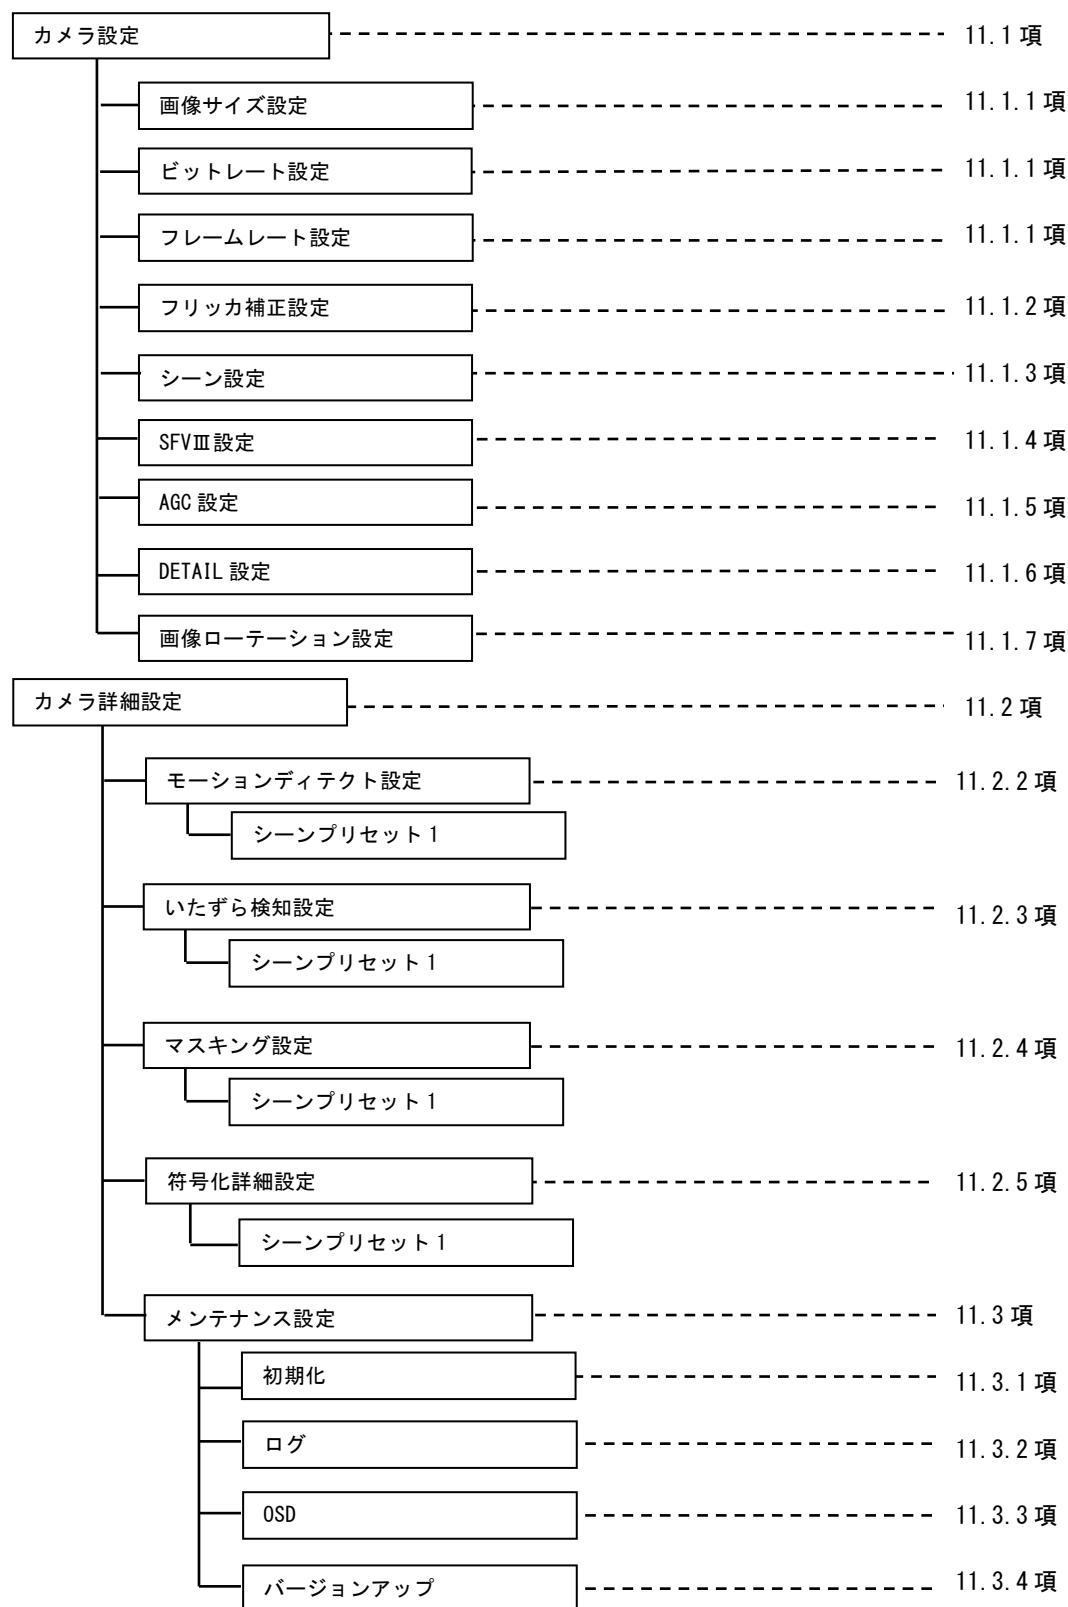 カメラ設定 11.1項
画像サイズ設定 11.1.1項
ビットレート設定 11.1.1項
フレームレート設定 11.1.1項
フリッカ補正設定 11.1.2項
シーン設定 11.1.3項
SFVⅢ設定 11.1.4項
AGC設定 11.1.5項
DETAIL設定 11.1.6項
画像ローテーション設定 11.1.7項
カメラ詳細設定 11.2項
モーションディテクト設定 11.2.2項
シーンプリセット1
いたずら検知設定 11.2.3項
シーンプリセット1
マスキング設定 11.2.4項
シーンプリセット1
符号化詳細設定 11.2.5項
シーンプリセット1
メンテナンス設定 11.3項
初期化 11.3.1項
ログ 11.3.2項
OSD 11.3.3項
バージョンアップ 11.3.4項